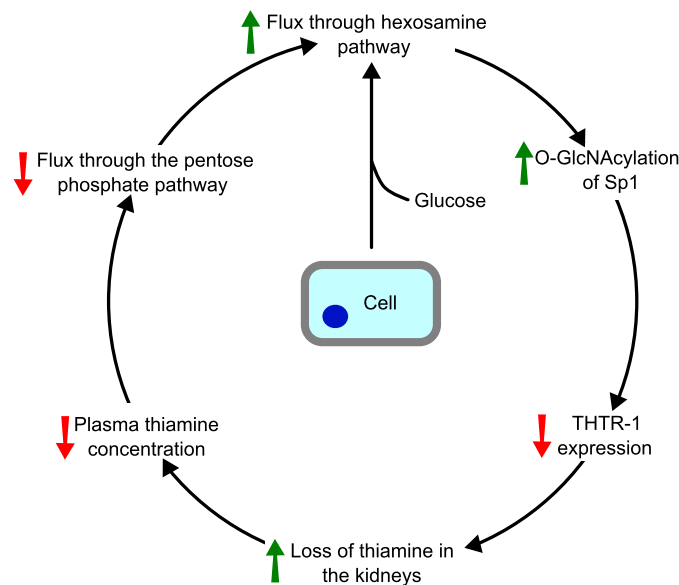 Flux through hexosamine
pathway
O-GlcNAcylation
of Sp1
THTR-1
expression
Loss of thiamine in
the kidneys
Plasma thiamine
concentration
Flux through the pentose
phosphate pathway
Glucose
Cell